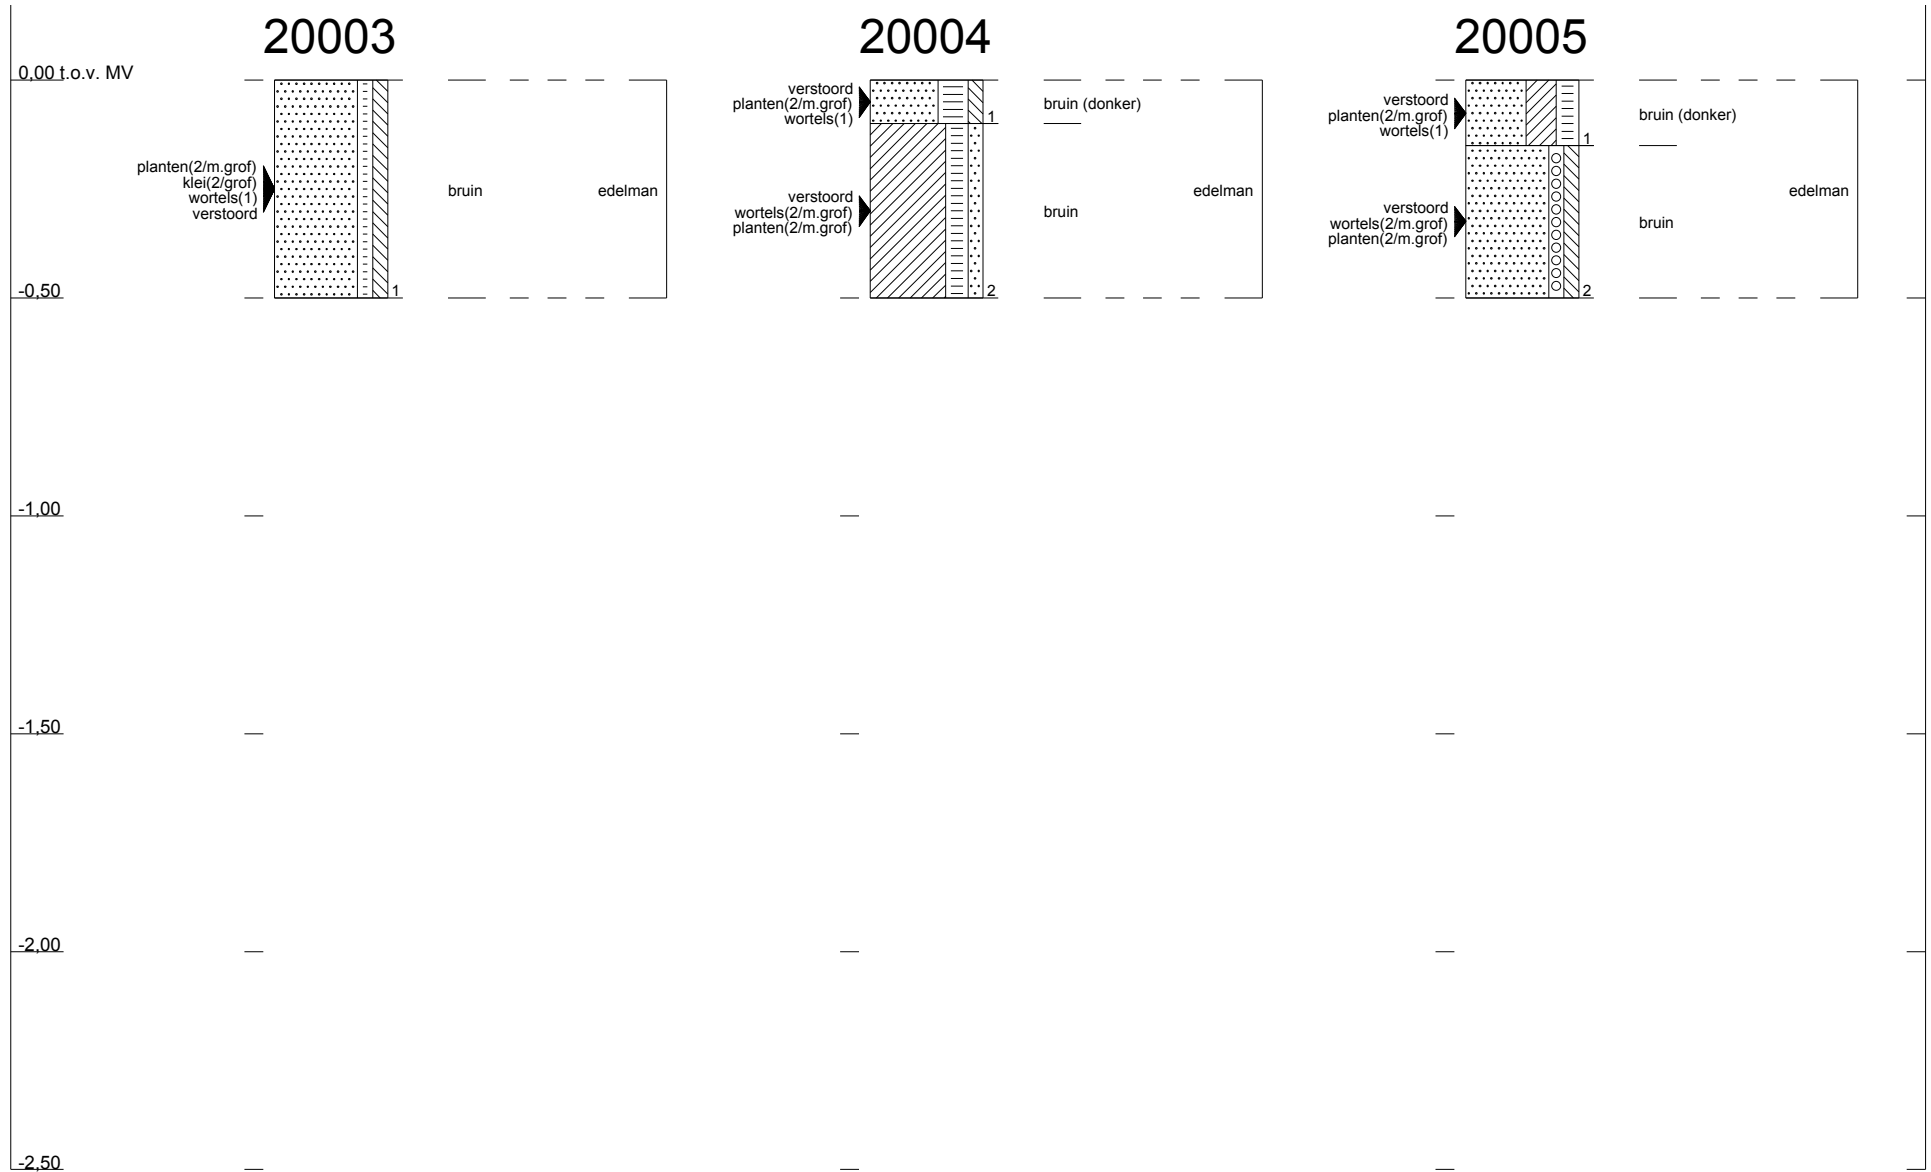 20003
20004
20005
0,00 t.o.v. MV
planten(2/m.grof)
klei(2/grof)
wortels(1)
verstoord
1
bruin
edelman
verstoord
planten(2/m.grof)
wortels(1)
1
bruin (donker)
verstoord
wortels(2/m.grof)
planten(2/m.grof)
2
bruin
edelman
verstoord
planten(2/m.grof)
wortels(1)
1
bruin (donker)
verstoord
wortels(2/m.grof)
planten(2/m.grof)
2
bruin
edelman
-0,50
-1,00
-1,50
-2,00
-2,50